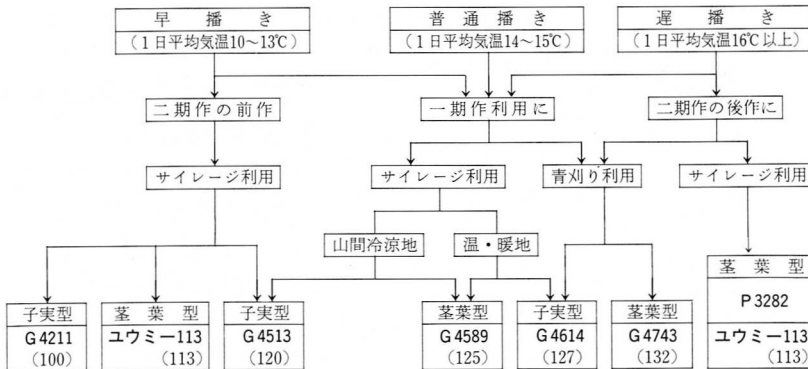 早播き
(1日平均気温10〜13℃)
普通播き
(1日平均気温14〜15℃)
遅播き
(1日平均気温16℃以上)
二期作の前作
一期作利用に
二期作の後作に
サイレージ利用
サイレージ利用
青刈り利用
サイレージ利用
山間冷涼地
温・暖地
子実型
G4211
(100)
茎葉型
ユウミー113
(113)
子実型
G4513
(120)
茎葉型
G4589
(125)
子実型
G4614
(127)
茎葉型
G4743
(132)
茎葉型
P3282
ユウミー113
(113)